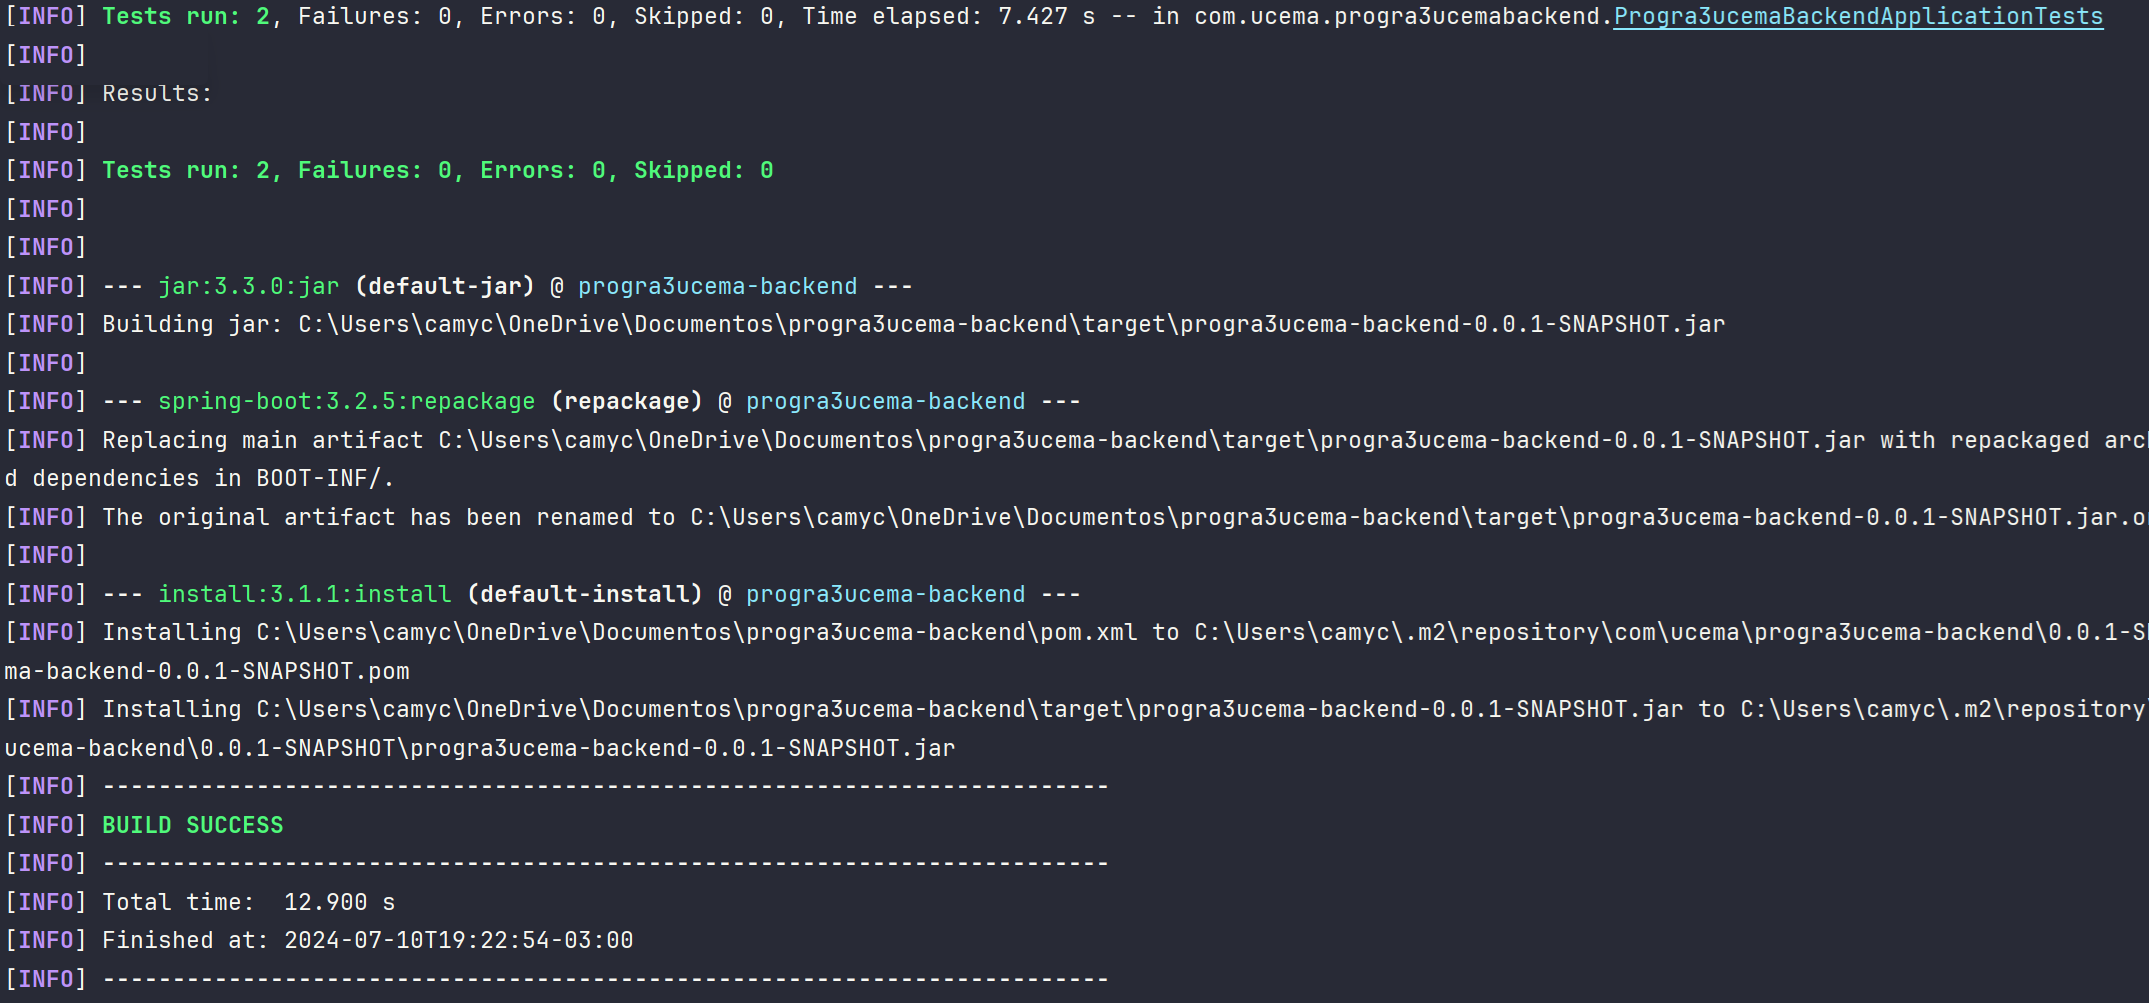 [INFO] Tests run: 2, Failures: 0, Errors: 0, Skipped: 0, Time elapsed: 7.427 s -- in com.ucema.progra3ucemabackend.Progra3ucemaBackendApplicationTests
[INFO]
[INFO] Results:
[INFO]
[INFO] Tests run: 2, Failures: 0, Errors: 0, Skipped: 0
[INFO]
[INFO]
[INFO] --- jar:3.3.0:jar (default-jar) @ progra3ucema-backend ---
[INFO] Building jar: C:\Users\camyc\OneDrive\Documentos\progra3ucema-backend\target\progra3ucema-backend-0.0.1-SNAPSHOT.jar
[INFO]
[INFO] --- spring-boot:3.2.5:repackage (repackage) @ progra3ucema-backend ---
[INFO] Replacing main artifact C:\Users\camyc\OneDrive\Documentos\progra3ucema-backend\target\progra3ucema-backend-0.0.1-SNAPSHOT.jar with repackaged
d dependencies in BOOT-INF/.
[INFO] The original artifact has been renamed to C:\Users\camyc\OneDrive\Documentos\progra3ucema-backend\target\progra3ucema-backend-0.0.1-SNAPSHOT.jar.o
[INFO]
[INFO] --- install:3.1.1:install (default-install) @ progra3ucema-backend ---
[INFO] Installing C:\Users\camyc\OneDrive\Documentos\progra3ucema-backend\pom.xml to C:\Users\camyc\.m2\repository\com\ucema\progra3ucema-backend\0.0.1-S
ma-backend-0.0.1-SNAPSHOT.pom
[INFO] Installing C:\Users\camyc\OneDrive\Documentos\progra3ucema-backend\target\progra3ucema-backend-0.0.1-SNAPSHOT.jar to C:\Users\camyc\.m2\repository\
ucema-backend\0.0.1-SNAPSHOT\progra3ucema-backend-0.0.1-SNAPSHOT.jar
[INFO] ------------------------------------------------------------------------
[INFO] BUILD SUCCESS
[INFO] ------------------------------------------------------------------------
[INFO] Total time:  12.900 s
[INFO] Finished at: 2024-07-10T19:22:54-03:00
[INFO] ------------------------------------------------------------------------